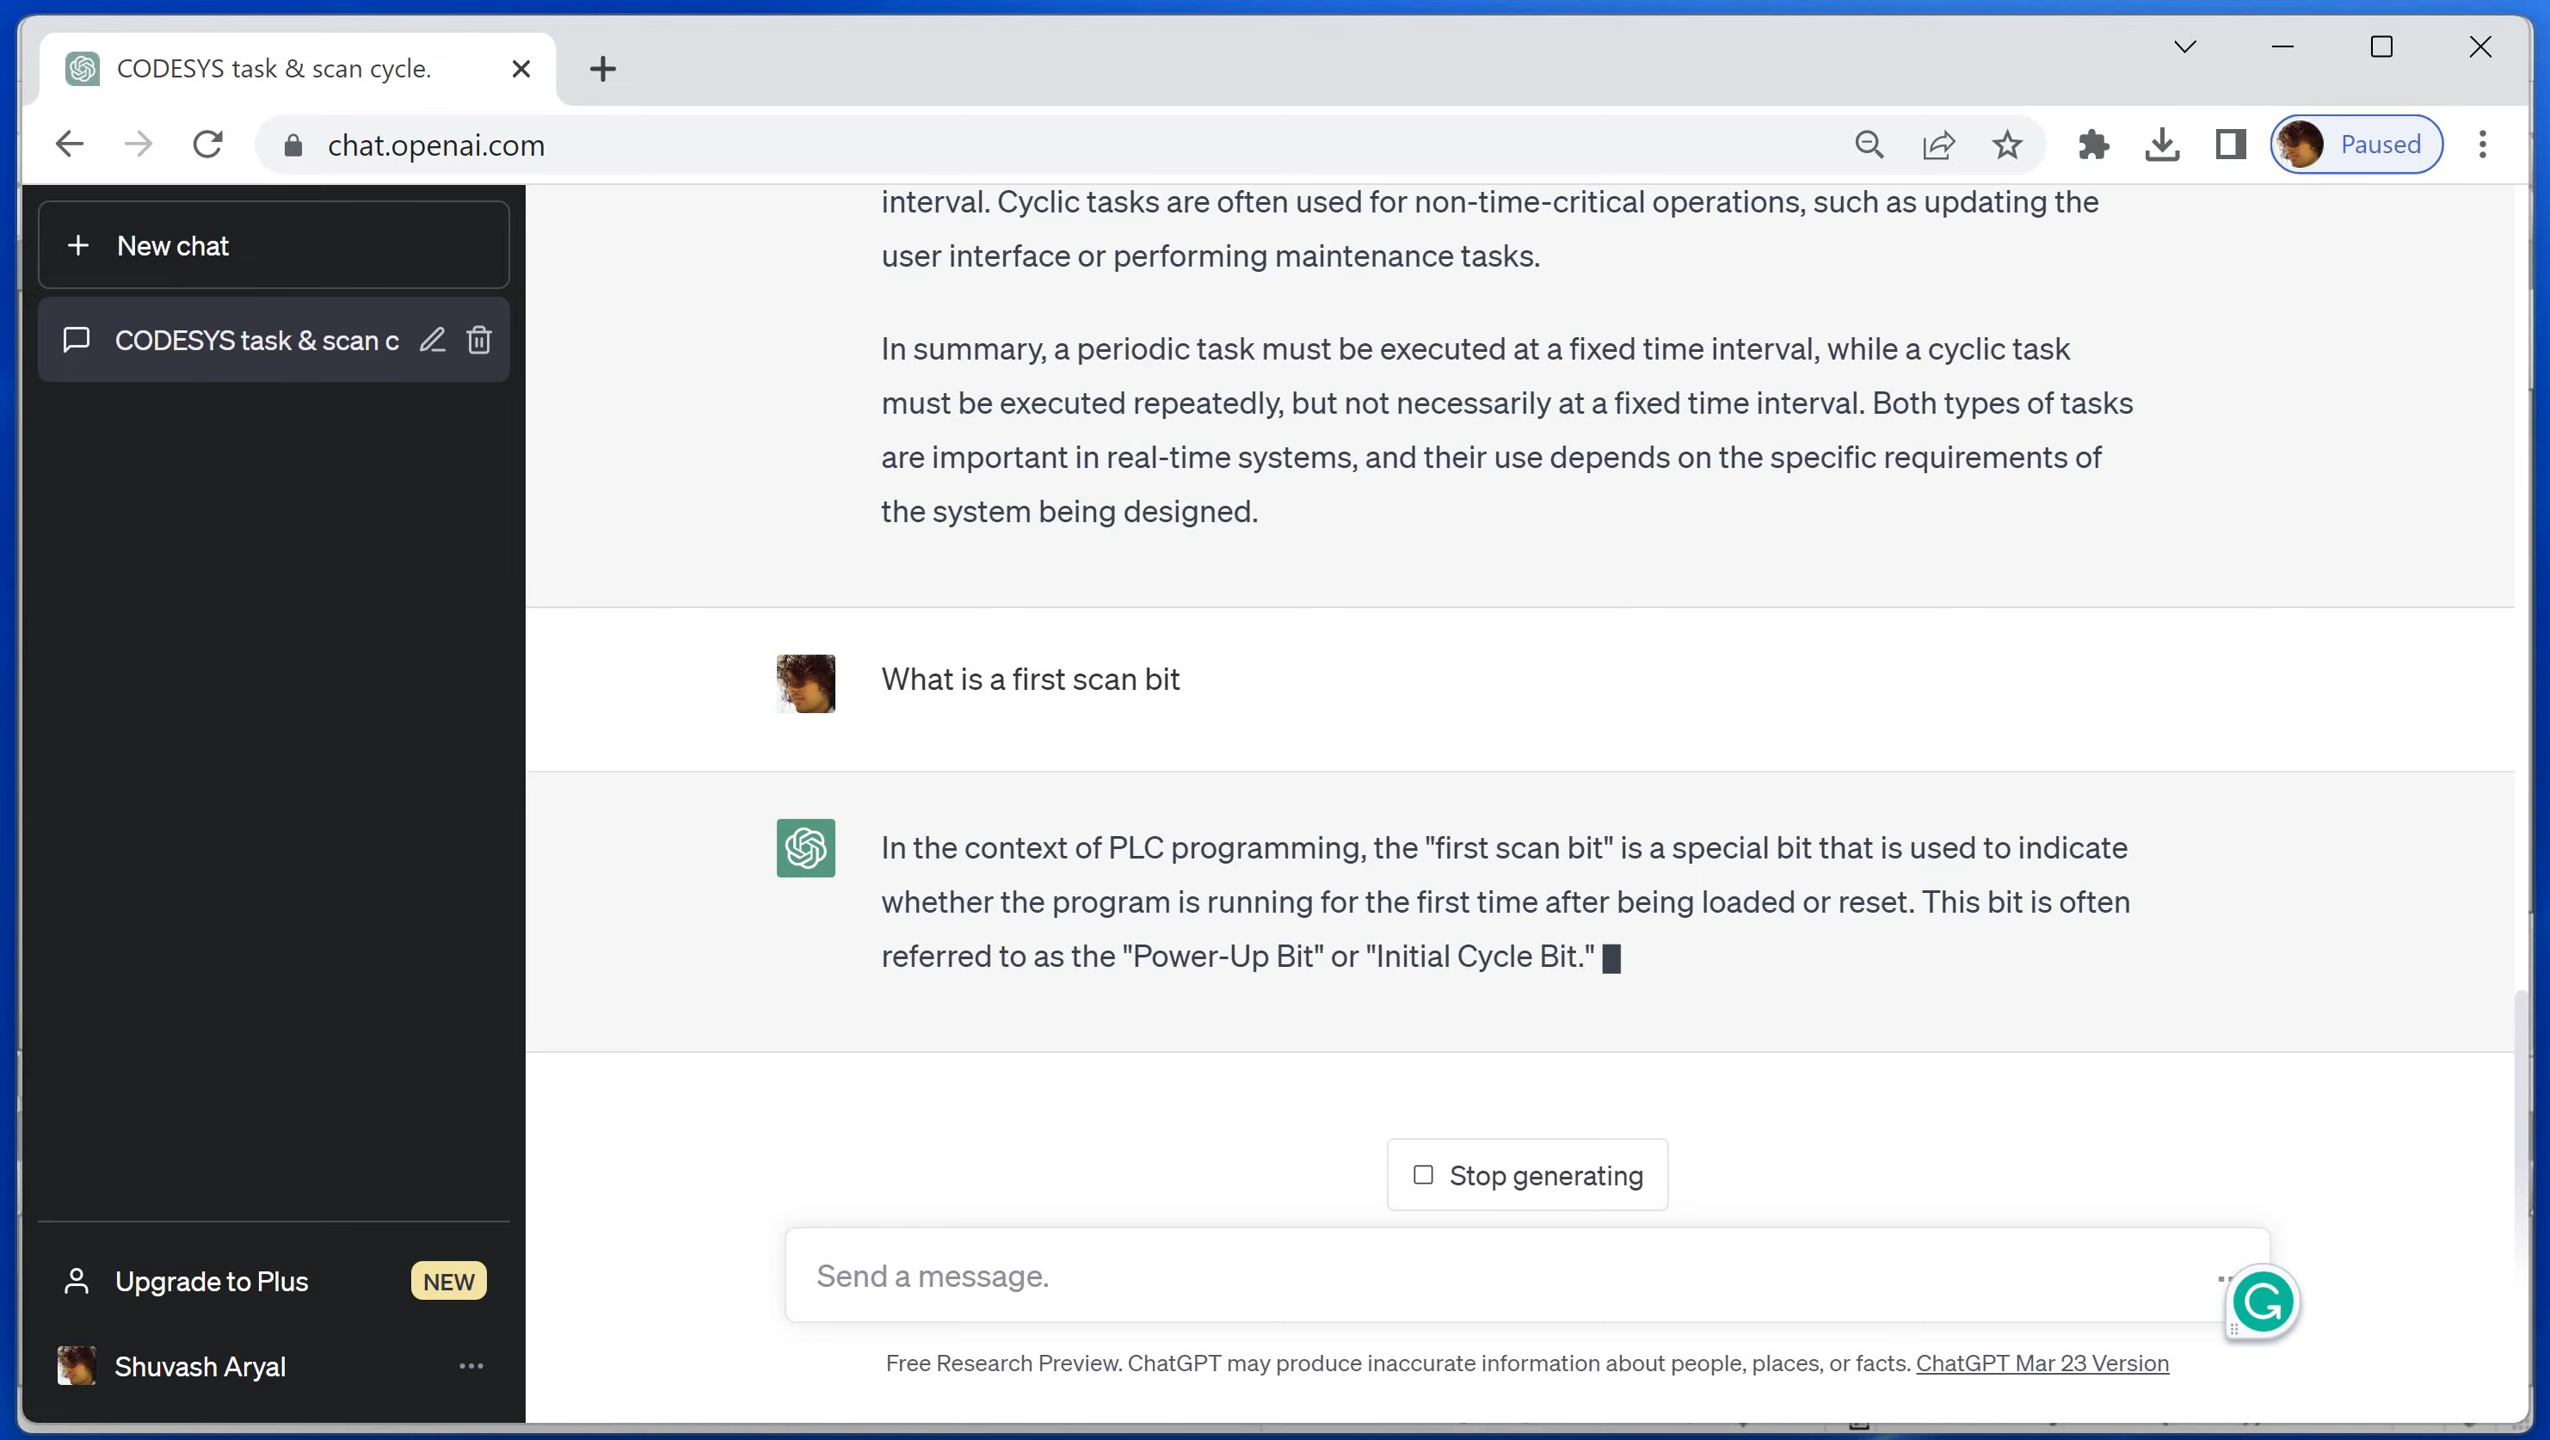 CODESYS task & scan cycle.
chat.openai.com
Paused
New chat
CODESYS task & scan c
interval. Cyclic tasks are often used for non-time-critical operations, such as updating the
user interface or performing maintenance tasks.
In summary, a periodic task must be executed at a fixed time interval, while a cyclic task
must be executed repeatedly, but not necessarily at a fixed time interval. Both types of tasks
are important in real-time systems, and their use depends on the specific requirements of
the system being designed.
What is a first scan bit
In the context of PLC programming, the "first scan bit" is a special bit that is used to indicate
whether the program is running for the first time after being loaded or reset. This bit is often
referred to as the "Power-Up Bit" or "Initial Cycle Bit."
Stop generating
Send a message.
Upgrade to Plus NEW
Shuvash Aryal
Free Research Preview. ChatGPT may produce inaccurate information about people, places, or facts. ChatGPT Mar 23 Version